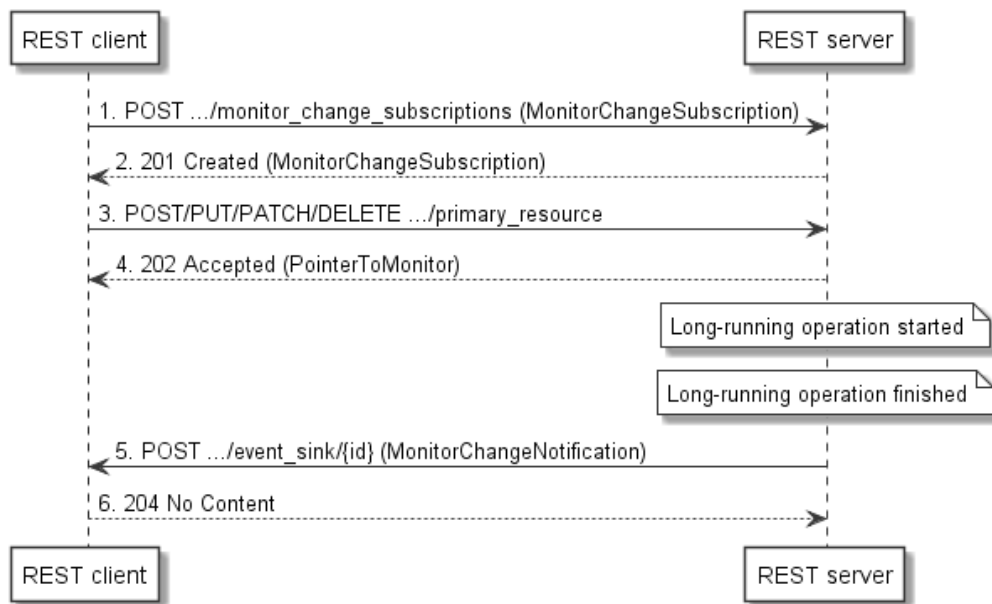 REST client
REST server
1. POST .../monitor_change_subscriptions (MonitorChangeSubscription)
2. 201 Created (MonitorChangeSubscription)
3. POST/PUT/PATCH/DELETE .../primary_resource
4. 202 Accepted (PointerToMonitor)
Long-running operation started
Long-running operation finished
5. POST .../event_sink/{id} (MonitorChangeNotification)
6. 204 No Content
REST client
REST server